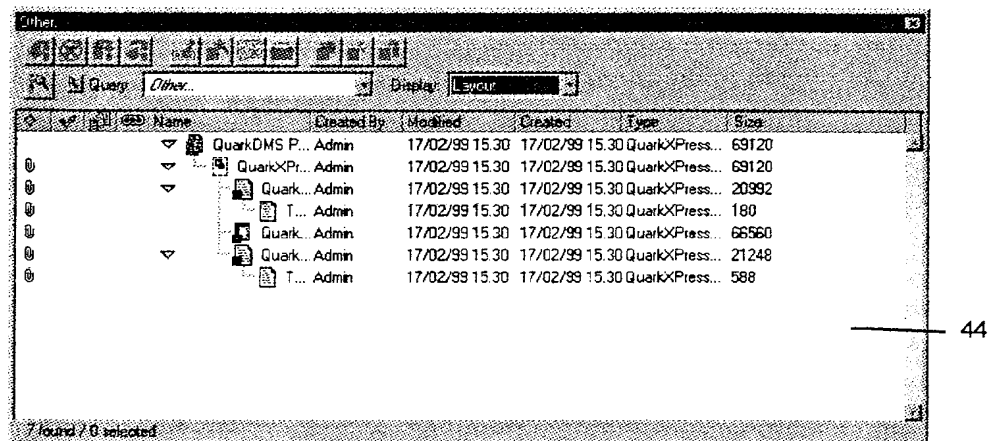 Other.
Query: Other... Display: Layout
Name Created By Modified Created Type Size
QuarkDMS P... Admin 17/02/99 15.30 17/02/99 15.30 QuarkXPress... 69120
QuarkXPr... Admin 17/02/99 15.30 17/02/99 15.30 QuarkXPress... 69120
Quark... Admin 17/02/99 15.30 17/02/99 15.30 QuarkXPress... 20992
T... Admin 17/02/99 15.30 17/02/99 15.30 QuarkXPress... 180
Quark... Admin 17/02/99 15.30 17/02/99 15.30 QuarkXPress... 66560
Quark... Admin 17/02/99 15.30 17/02/99 15.30 QuarkXPress... 21248
T... Admin 17/02/99 15.30 17/02/99 15.30 QuarkXPress... 588
44
7 found / 0 selected